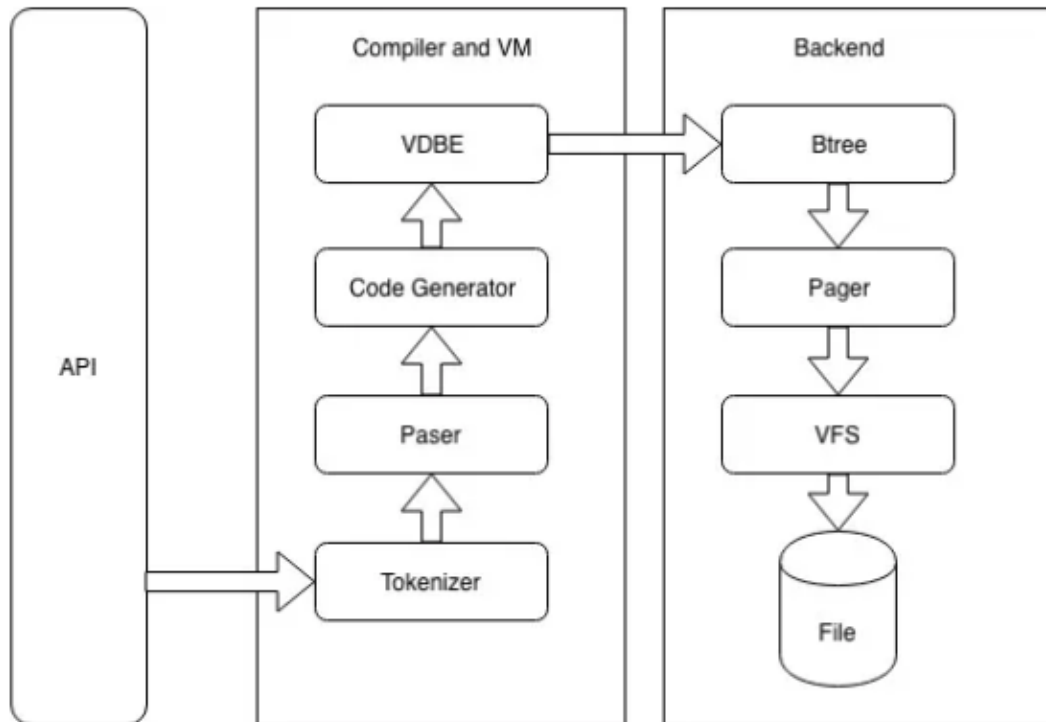 API
Compiler and VM
VDBE
Code Generator
Paser
Tokenizer
Backend
Btree
Pager
VFS
File